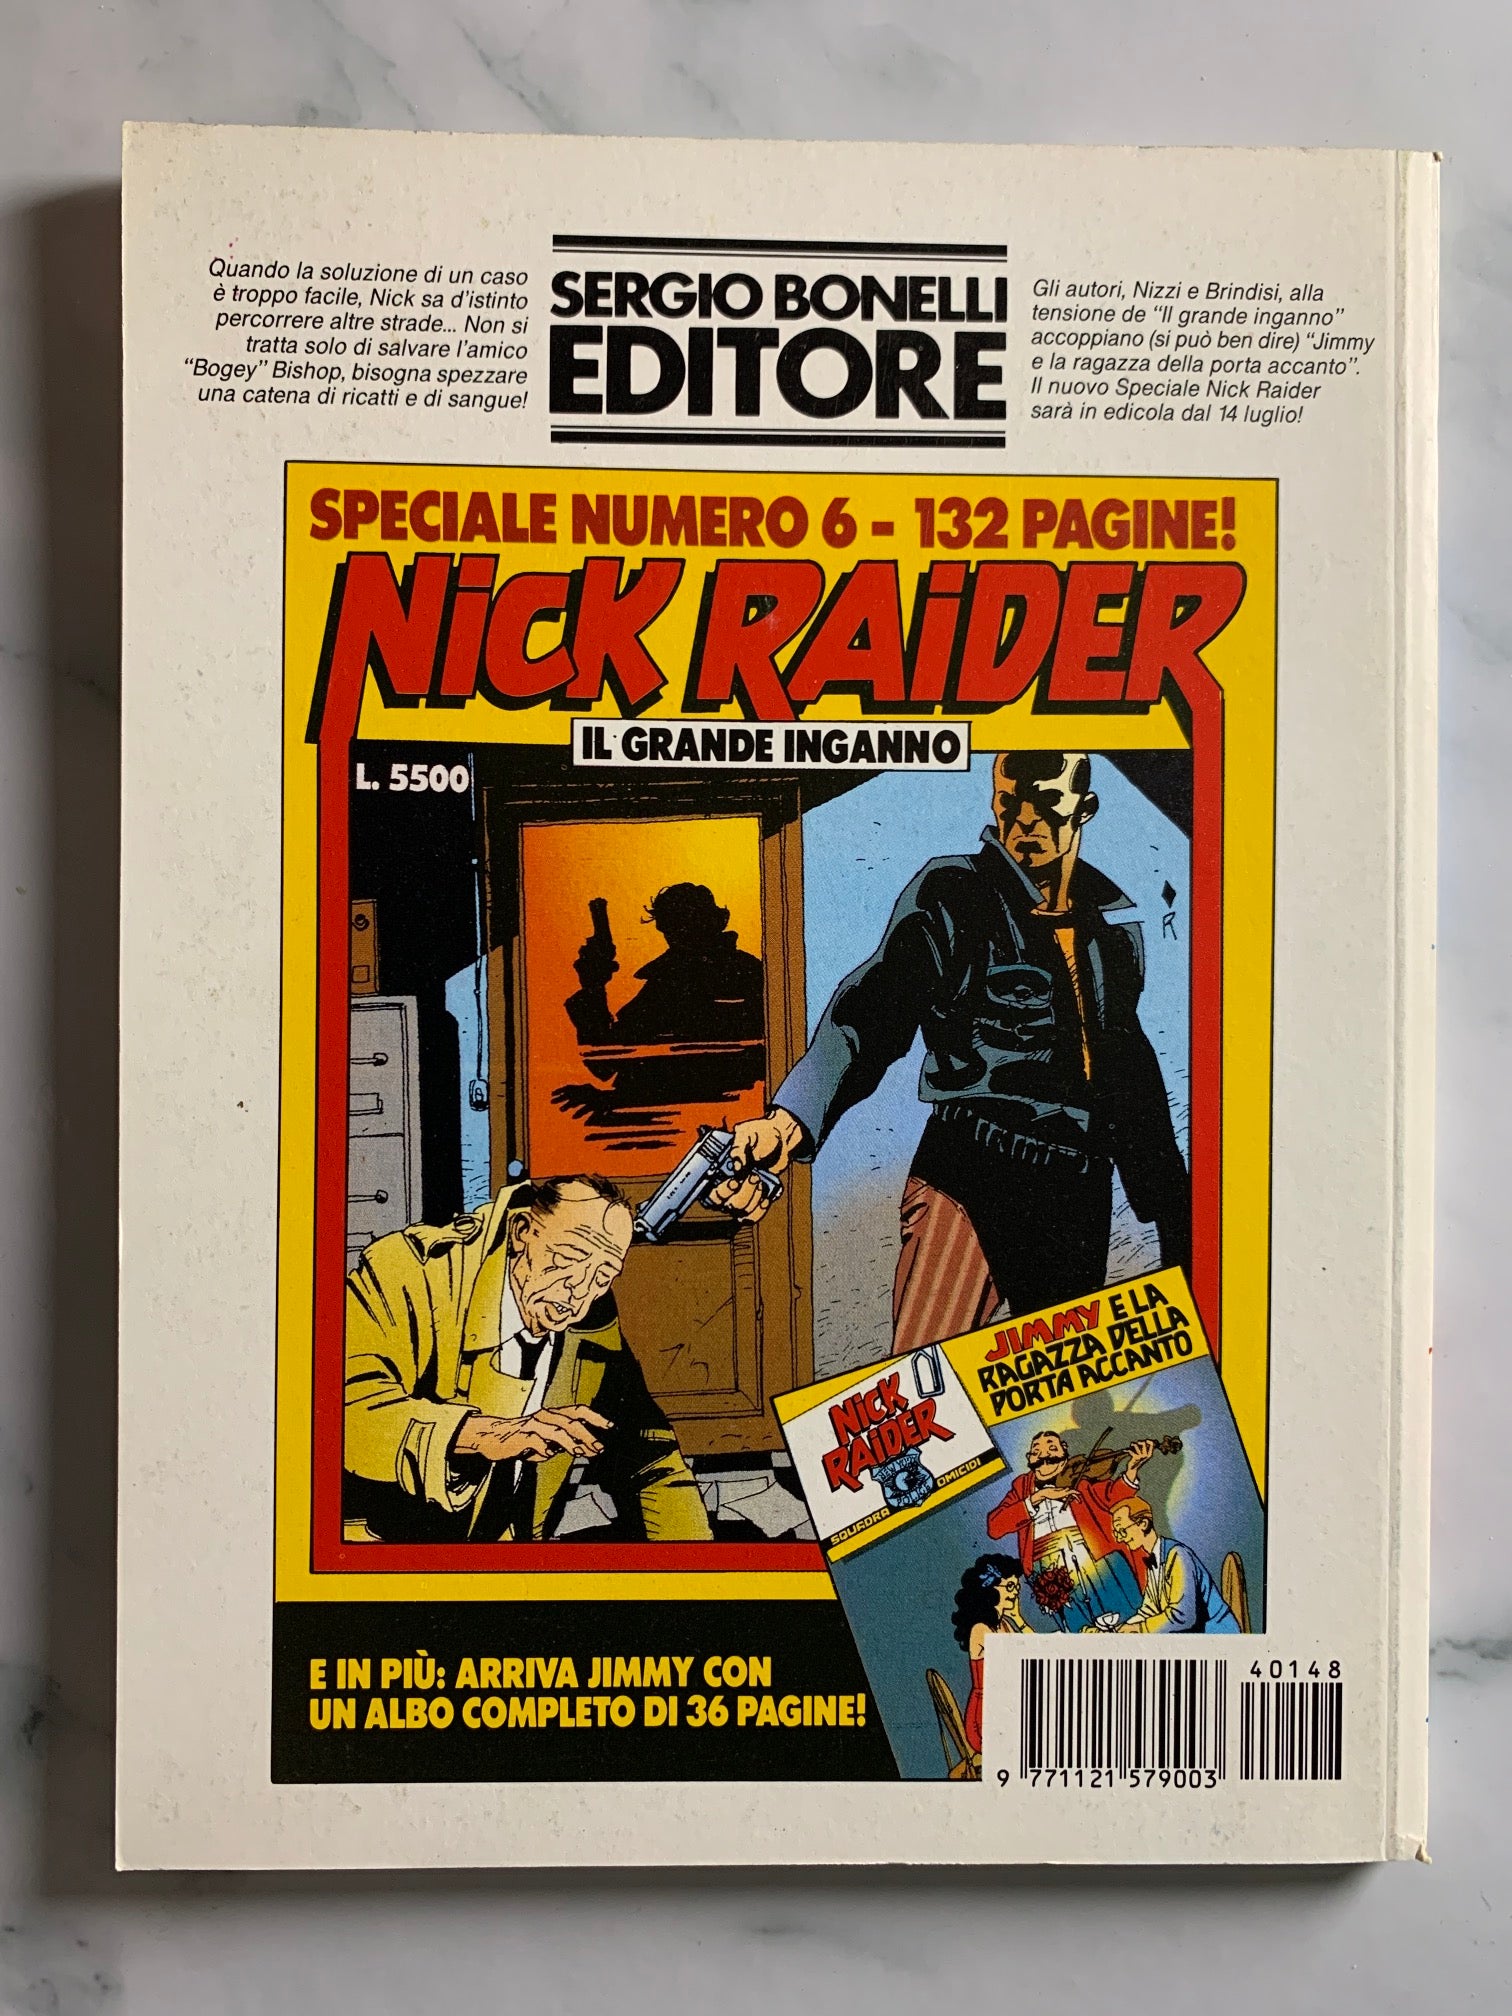 Quando la soluzione di un caso
è troppo facile, Nick sa d'istinto
percorrere altre strade... Non si
tratta solo di salvare l'amico
"Bogey" Bishop, bisogna spezzare
una catena di ricatti e di sangue!
SERGIO BONELLI
EDITORE
Gli autori, Nizzi e Brindisi, alla
tensione de "Il grande inganno"
accoppiano (si può ben dire) "Jimmy
e la ragazza della porta accanto".
Il nuovo Speciale Nick Raider
sarà in edicola dal 14 luglio!
SPECIALE NUMERO 6 - 132 PAGINE!
NiCK RAiDER
IL GRANDE INGANNO
L. 5500
R
JIMMY E LA
RAGAZZA DELLA
PORTA ACCANTO
NiCK
RAiDER
NEW YORK
POLICE
SQUADRA OMICIDI
E IN PIÙ: ARRIVA JIMMY CON
UN ALBO COMPLETO DI 36 PAGINE!
40148
9 771121 579003